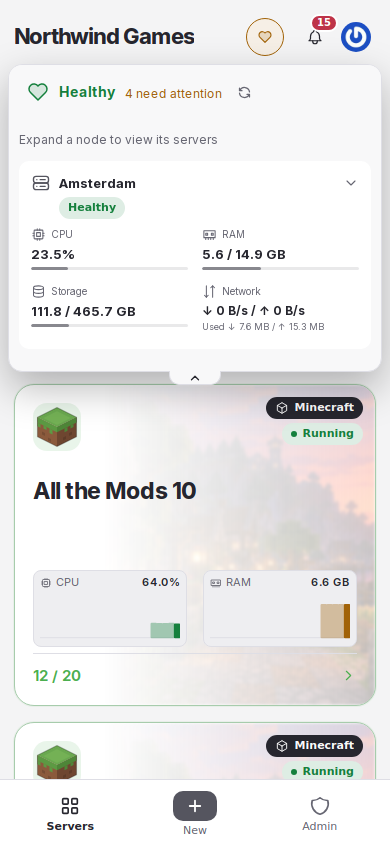 Northwind Games
15
Healthy 4 need attention
Expand a node to view its servers
Amsterdam
Healthy
CPU
23.5%
RAM
5.6 / 14.9 GB
Storage
111.8 / 465.7 GB
Network
↓ 0 B/s / ↑ 0 B/s
Used ↓ 7.6 MB / ↑ 15.3 MB
Minecraft
Running
All the Mods 10
CPU 64.0%
RAM 6.6 GB
12 / 20
Minecraft
Running
Servers
New
Admin